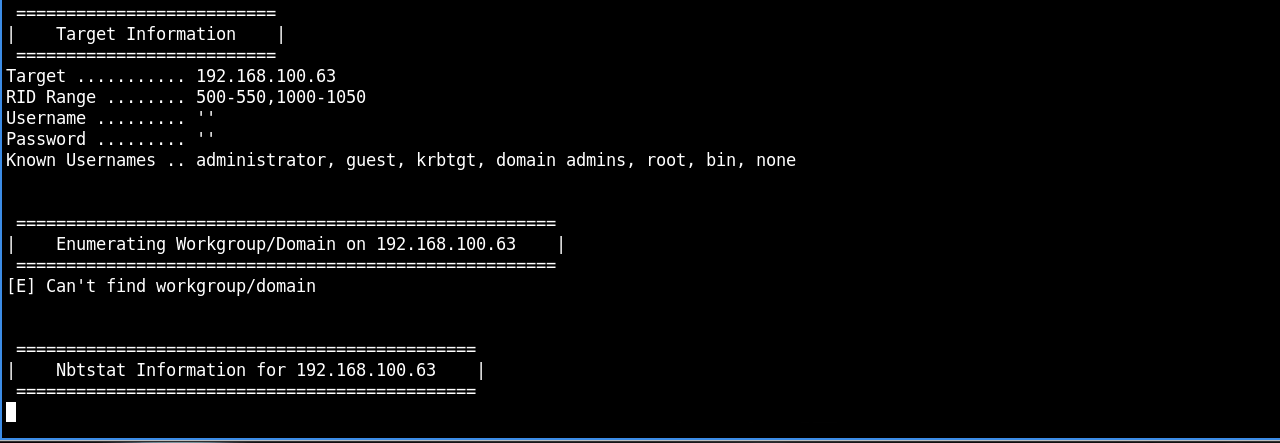 ==========================
|    Target Information    |
==========================
Target ........... 192.168.100.63
RID Range ........ 500-550,1000-1050
Username ......... ''
Password ......... ''
Known Usernames .. administrator, guest, krbtgt, domain admins, root, bin, none
======================================================
|    Enumerating Workgroup/Domain on 192.168.100.63    |
======================================================
[E] Can't find workgroup/domain
==============================================
|    Nbtstat Information for 192.168.100.63    |
==============================================